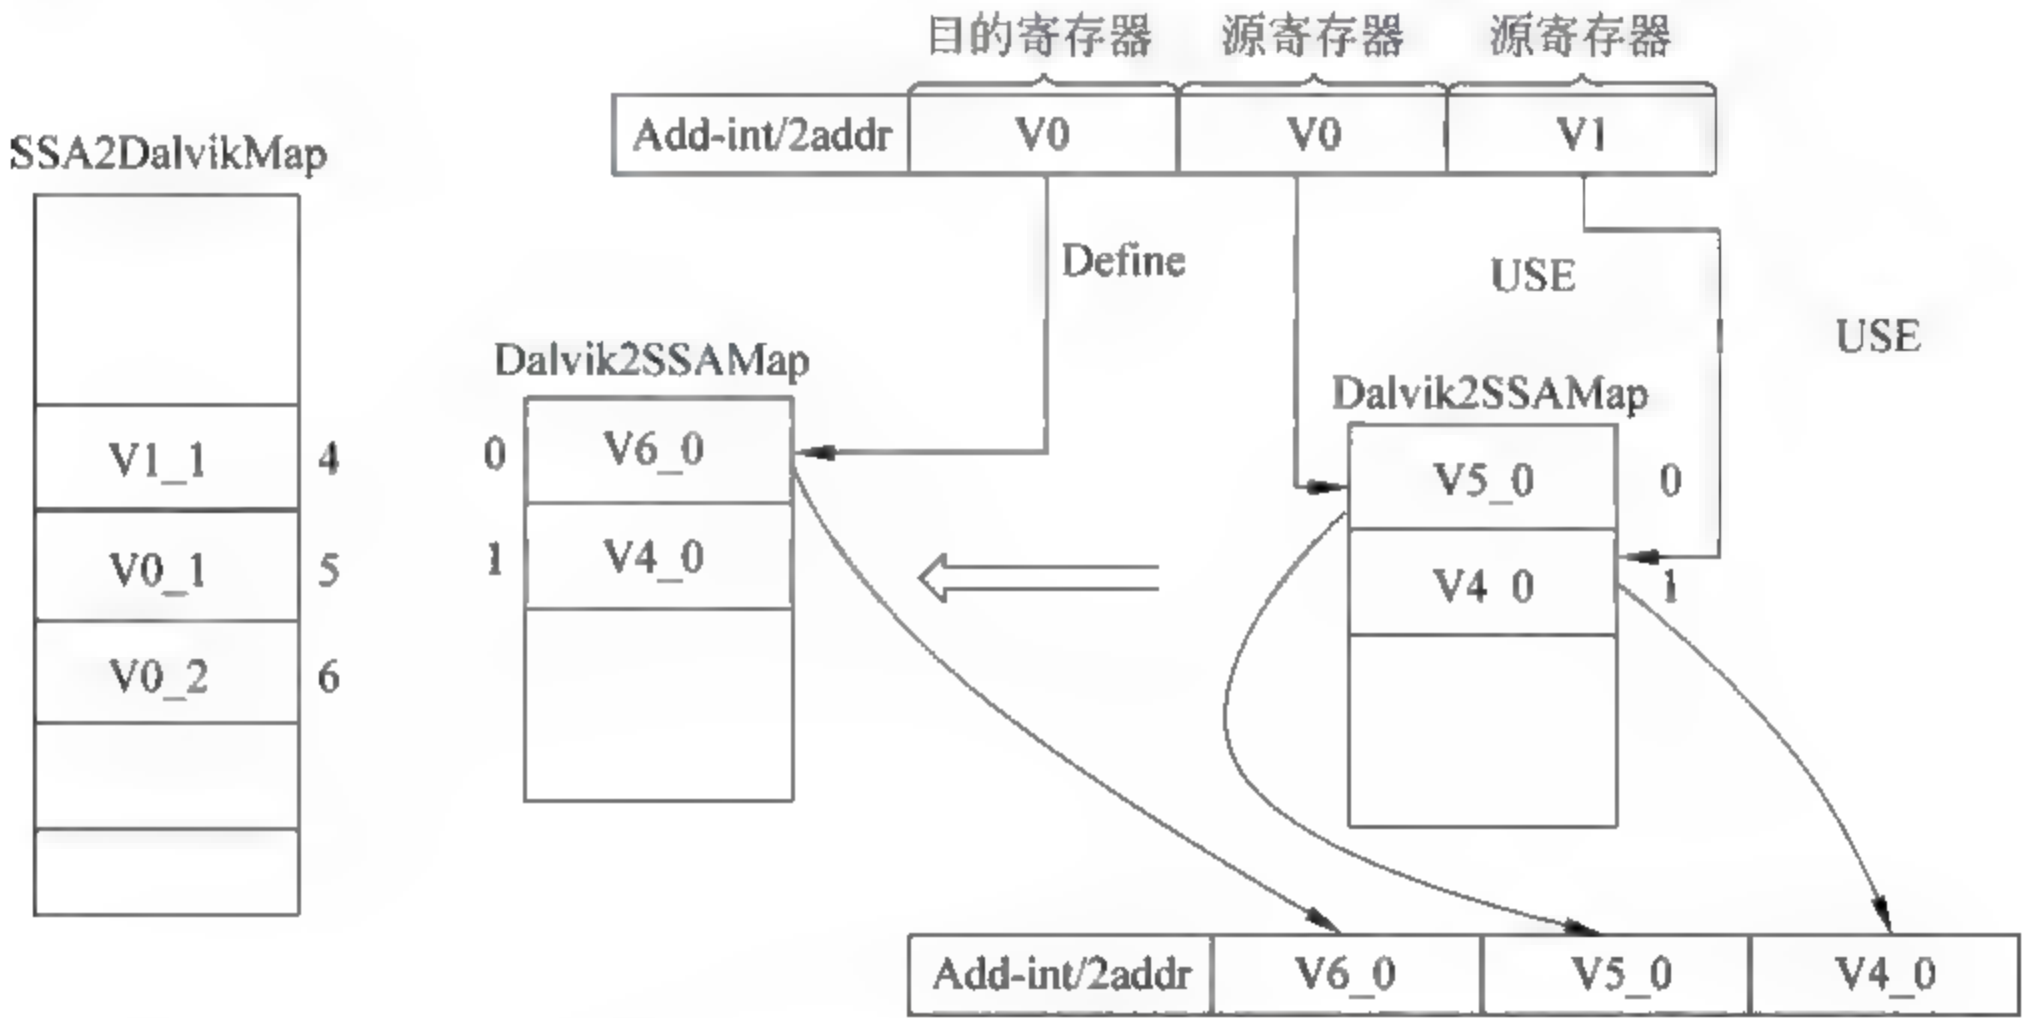 目的寄存器 源寄存器 源寄存器
Add-int/2addr V0 V0 V1
SSA2DalvikMap
Define
USE
USE
Dalvik2SSAMap
Dalvik2SSAMap
V1_1 4
V0_1 5
V0_2 6
0 V6_0
1 V4_0
V5_0 0
V4 0 1
Add-int/2addr V6_0 V5_0 V4_0